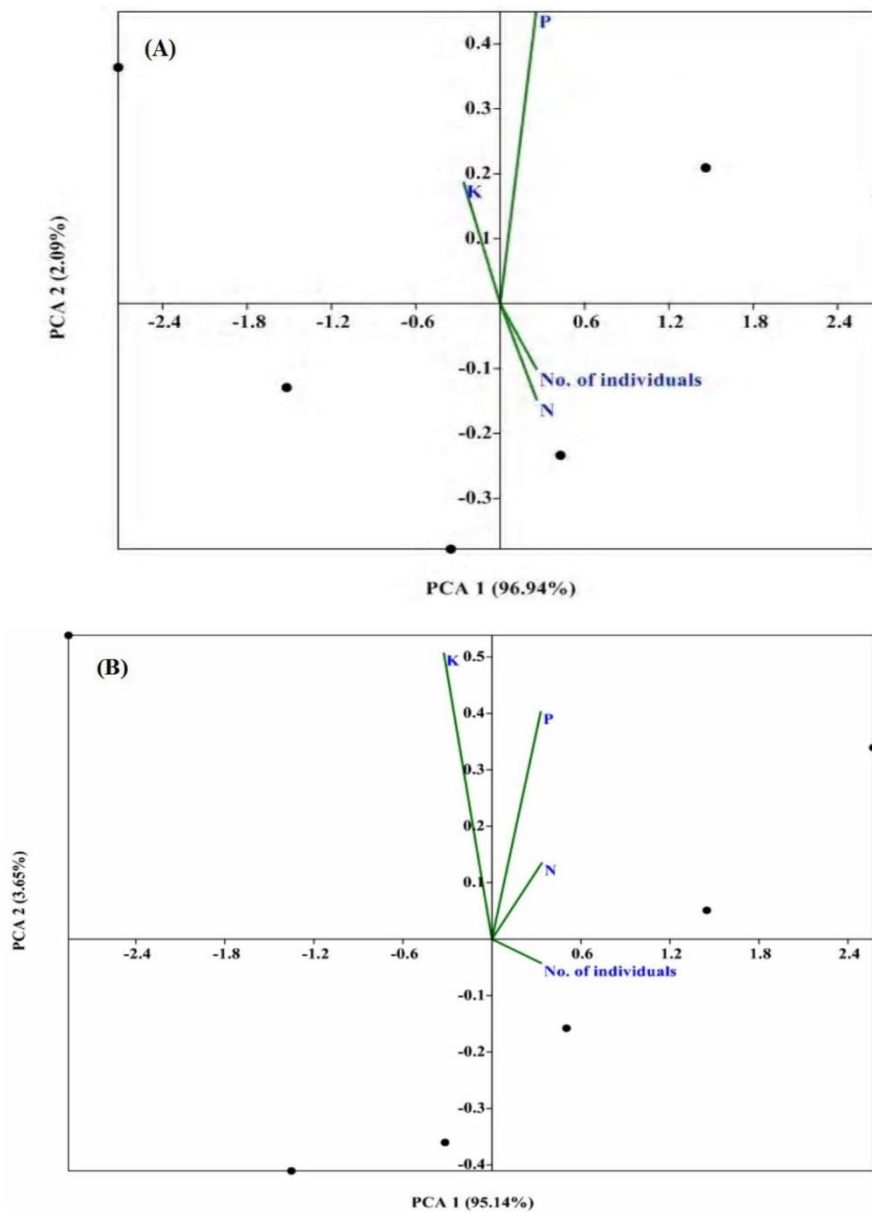 (A)
P
0.4
0.3
0.2
K
0.1
PCA 2 (2.09%)
-2.4 -1.8 -1.2 -0.6 0.6 1.2 1.8 2.4
-0.1
No. of individuals
N
-0.2
-0.3
PCA 1 (96.94%)
(B)
K
0.5
P
0.4
0.3
0.2
N
0.1
PCA 2 (3.65%)
-2.4 -1.8 -1.2 -0.6 0.6 1.2 1.8 2.4
No. of individuals
-0.1
-0.2
-0.3
-0.4
PCA 1 (95.14%)